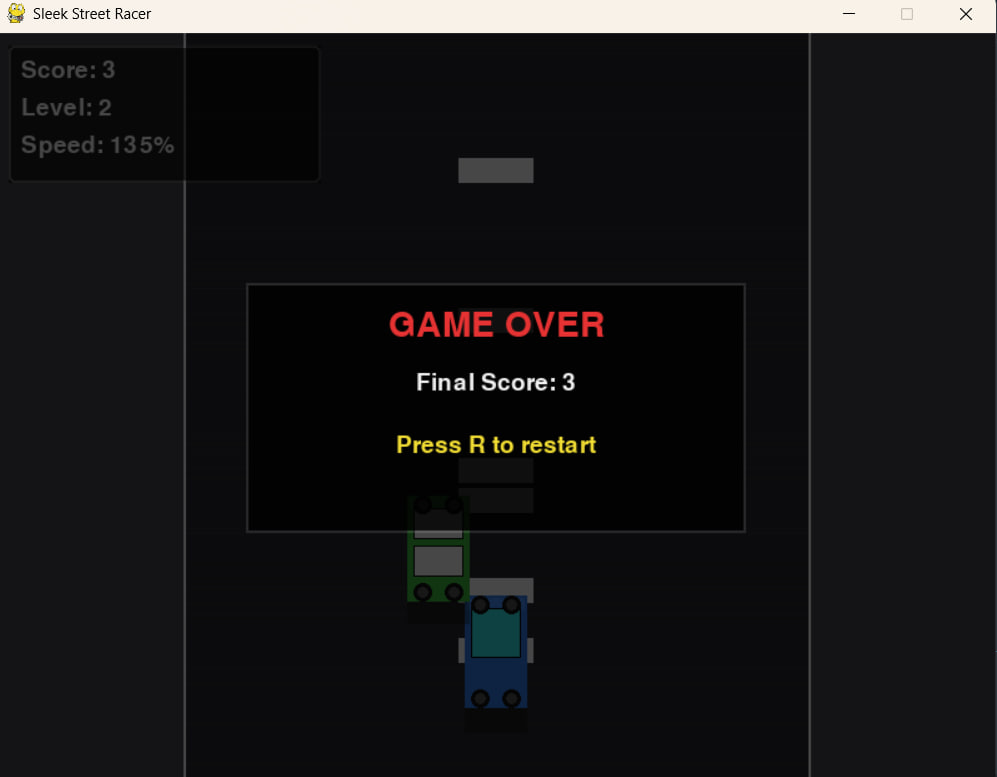 Sleek Street Racer
Score: 3
Level: 2
Speed: 135%
GAME OVER
Final Score: 3
Press R to restart